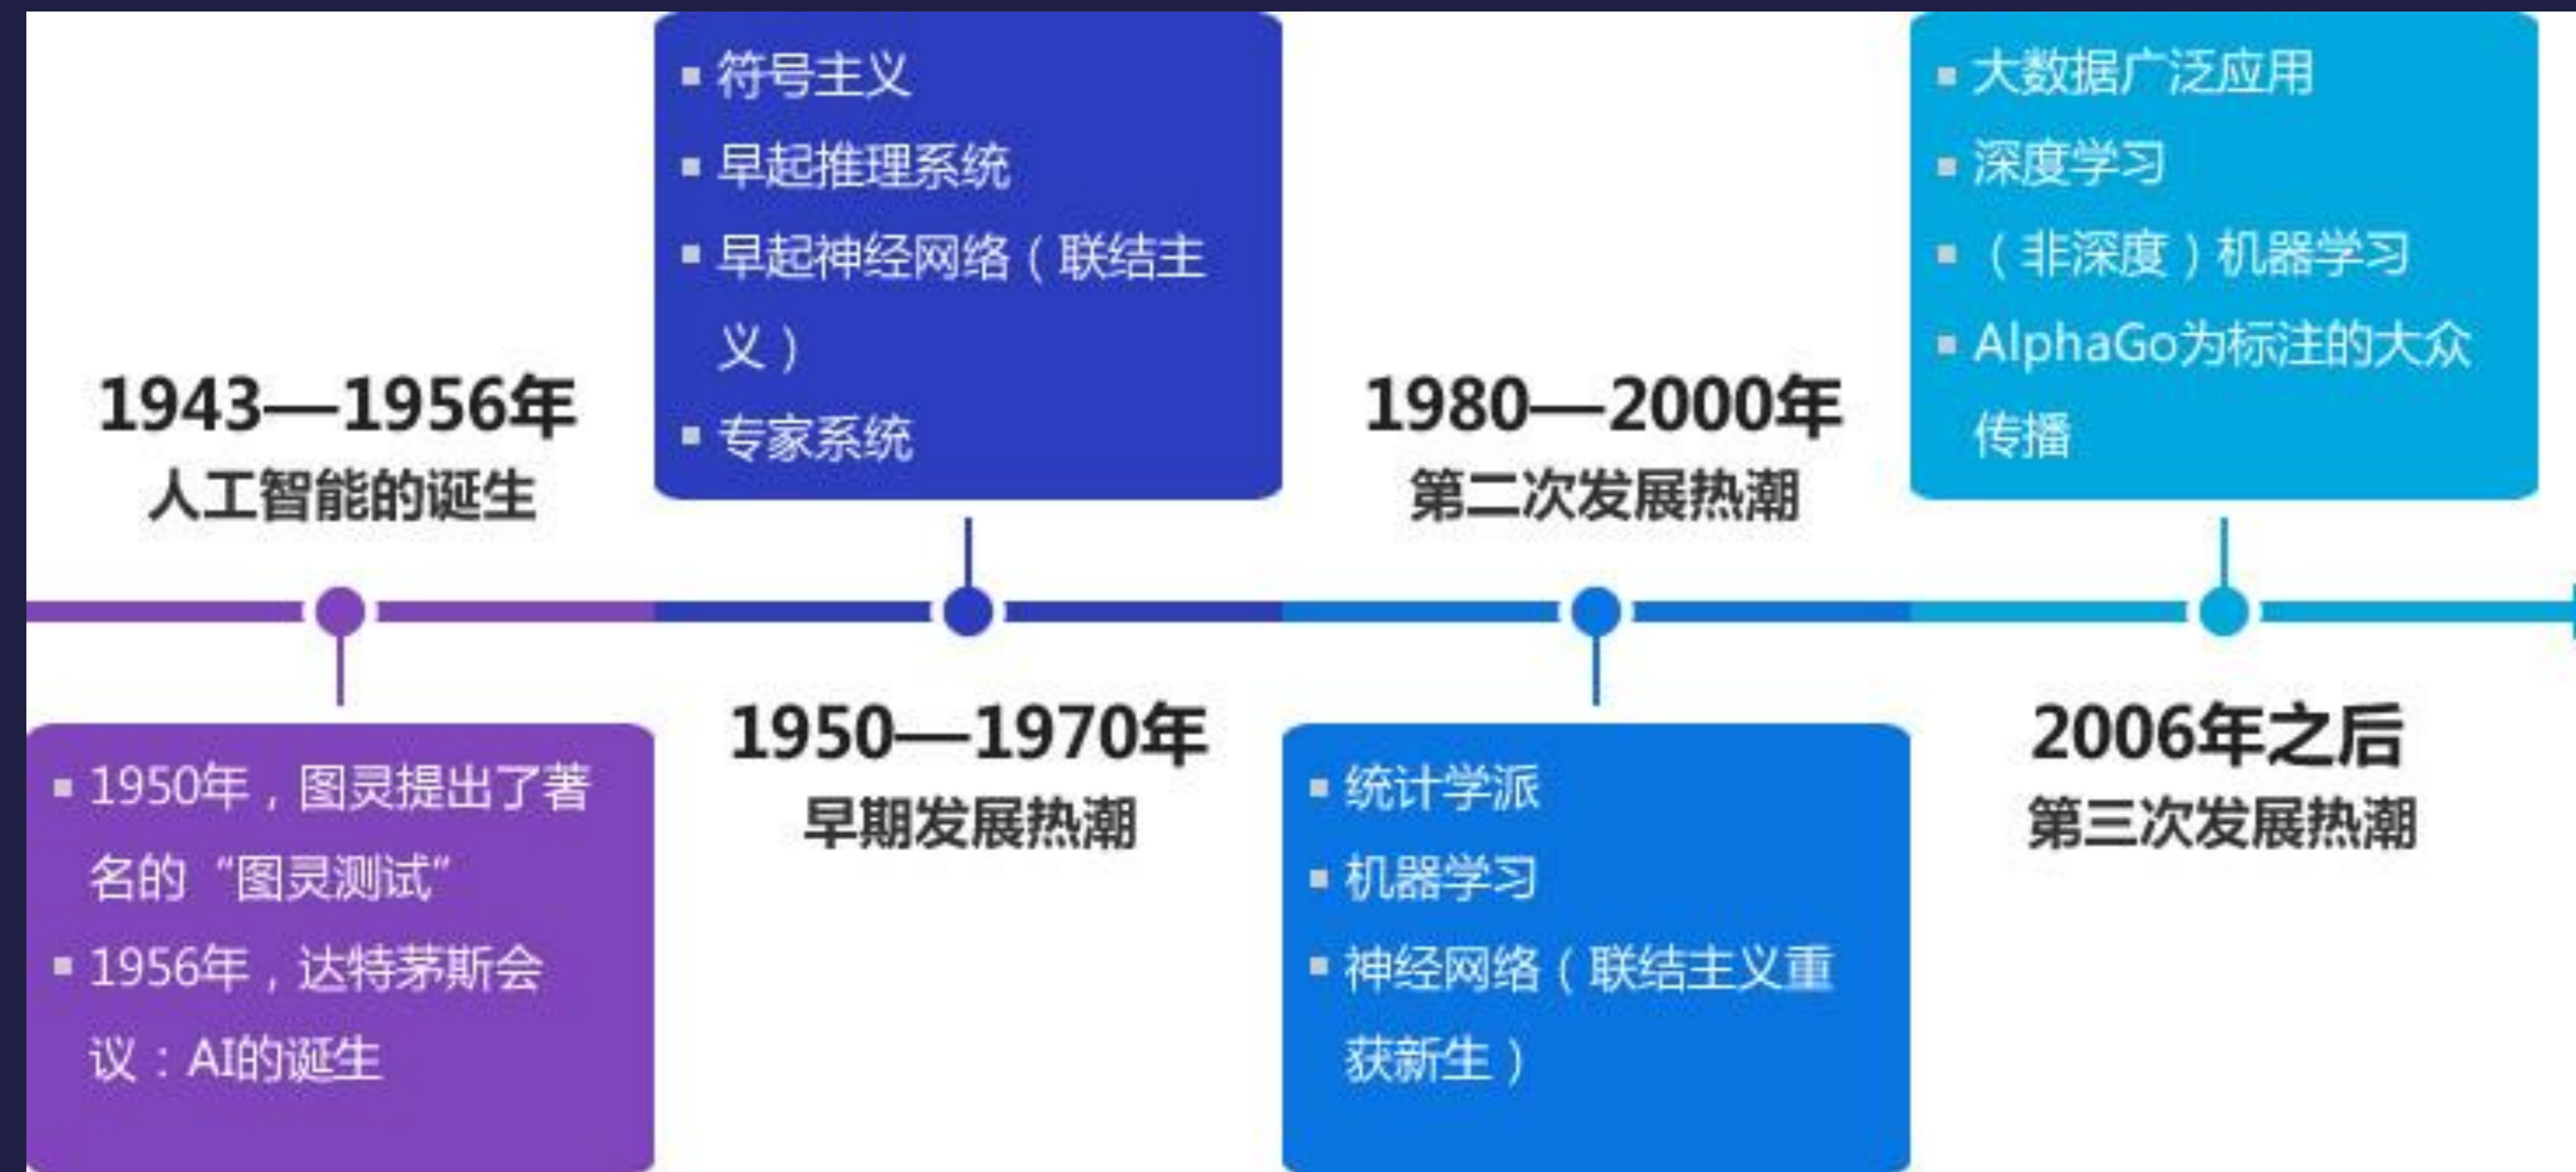 1943—1956年
人工智能的诞生
▪ 1950年，图灵提出了著
名的“图灵测试”
▪ 1956年，达特茅斯会
议：AI的诞生
▪ 符号主义
▪ 早起推理系统
▪ 早起神经网络（联结主
义）
▪ 专家系统
1950—1970年
早期发展热潮
1980—2000年
第二次发展热潮
▪ 统计学派
▪ 机器学习
▪ 神经网络（联结主义重
获新生）
▪ 大数据广泛应用
▪ 深度学习
▪ （非深度）机器学习
▪ AlphaGo为标注的大众
传播
2006年之后
第三次发展热潮